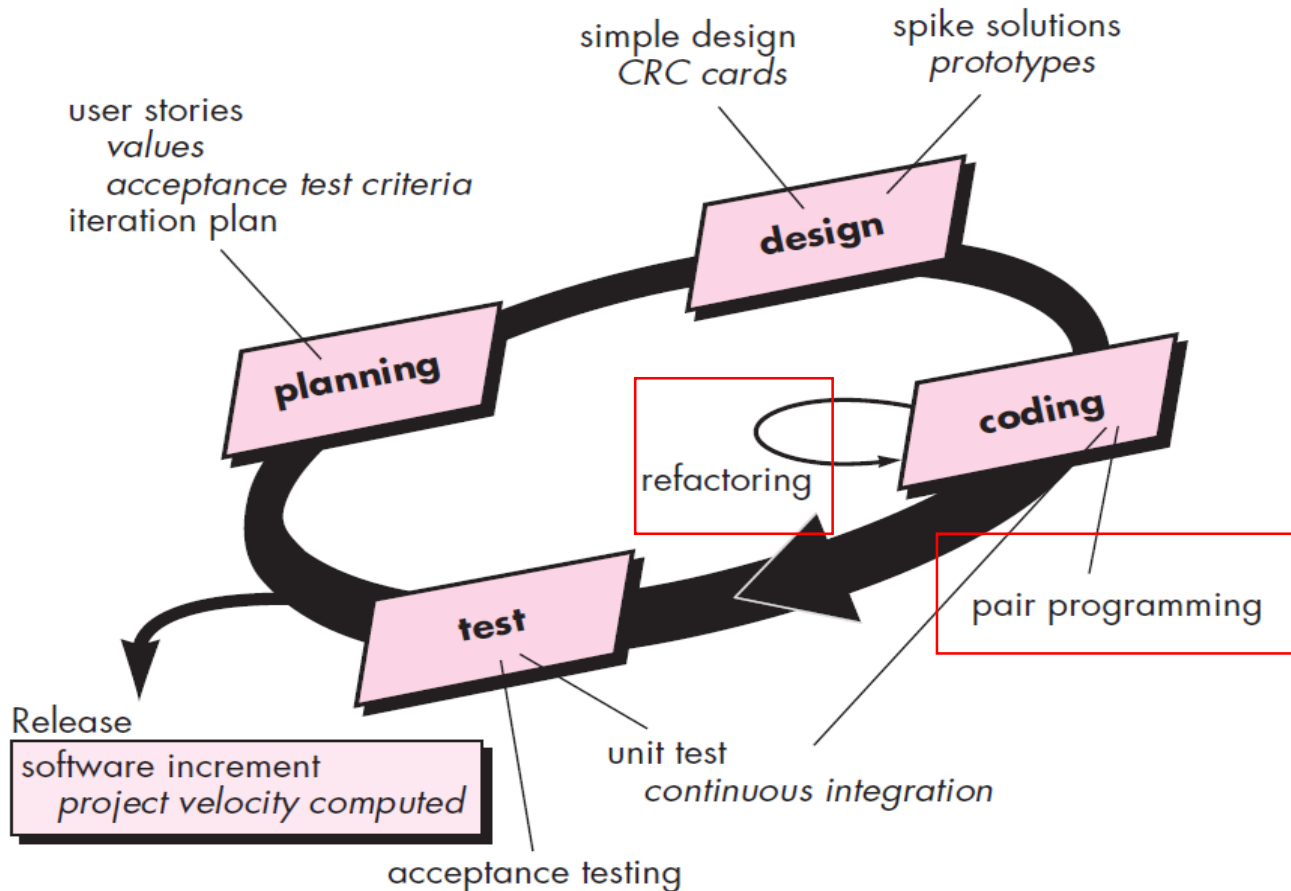 simple design
CRC cards
spike solutions
prototypes
user stories
values
acceptance test criteria
iteration plan
design
planning
coding
refactoring
pair programming
test
Release
software increment
project velocity computed
unit test
continuous integration
acceptance testing